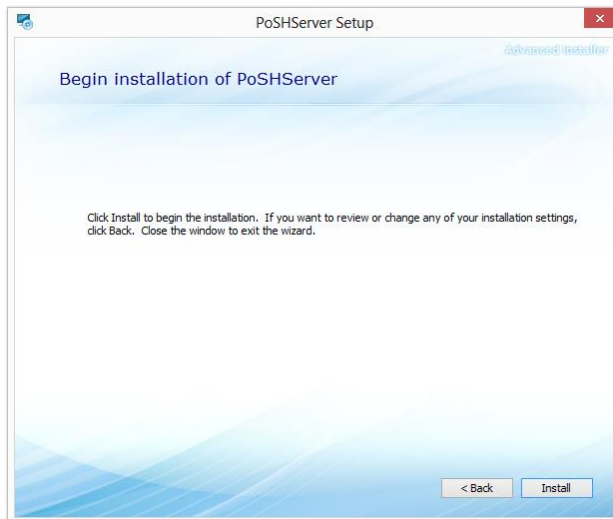 PoSHServer Setup
Advanced Installer
Begin installation of PoSHServer
Click Install to begin the installation.  If you want to review or change any of your installation settings,
click Back.  Close the window to exit the wizard.
< Back
Install